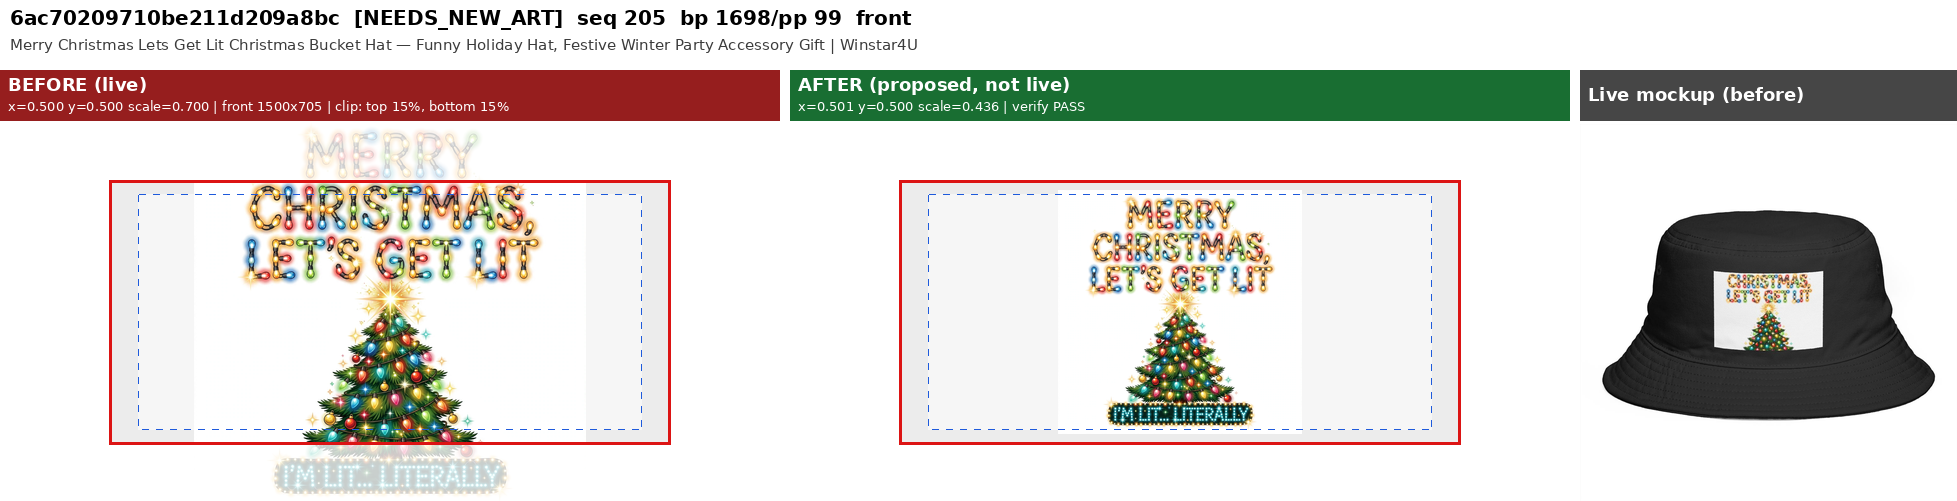 6ac70209710be211d209a8bc [NEEDS_NEW_ART] seq 205 bp 1698/pp 99 front
Merry Christmas Lets Get Lit Christmas Bucket Hat — Funny Holiday Hat, Festive Winter Party Accessory Gift | Winstar4U
BEFORE (live)
x=0.500 y=0.500 scale=0.700 | front 1500x705 | clip: top 15%, bottom 15%
MERRY
CHRISTMAS,
LET'S GET LIT
I'M LIT... LITERALLY
AFTER (proposed, not live)
x=0.501 y=0.500 scale=0.436 | verify PASS
MERRY
CHRISTMAS,
LET'S GET LIT
I'M LIT... LITERALLY
Live mockup (before)
CHRISTMAS,
LET'S GET LIT